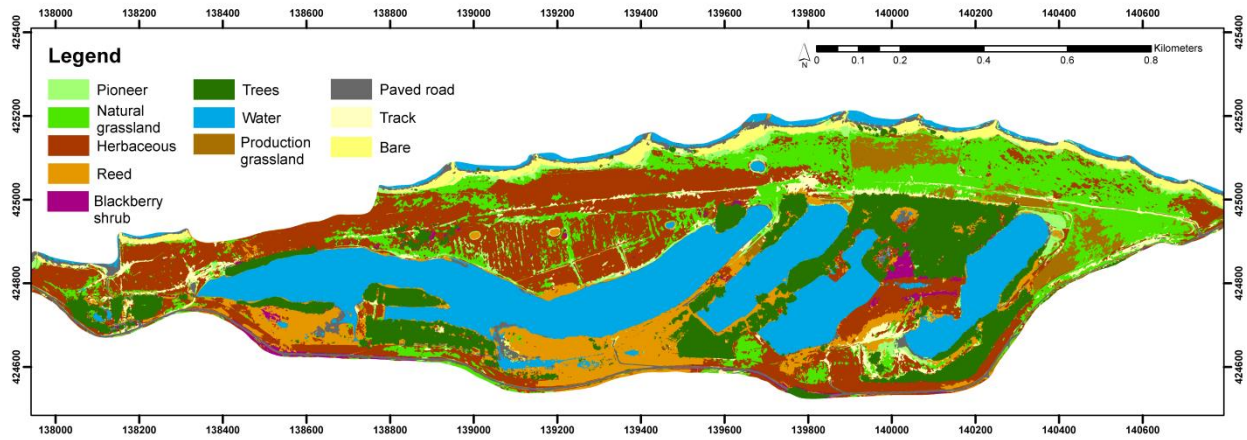 138000 138200 138400 138600 138800 139000 139200 139400 139600 139800 140000 140200 140400 140600
425400
425200
425000
424800
424600
Legend
Pioneer
Natural
grassland
Herbaceous
Reed
Blackberry
shrub
Trees
Water
Production
grassland
Paved road
Track
Bare
N
Kilometers
0 0.1 0.2 0.4 0.6 0.8
425400
425200
425000
424800
424600
138000 138200 138400 138600 138800 139000 139200 139400 139600 139800 140000 140200 140400 140600